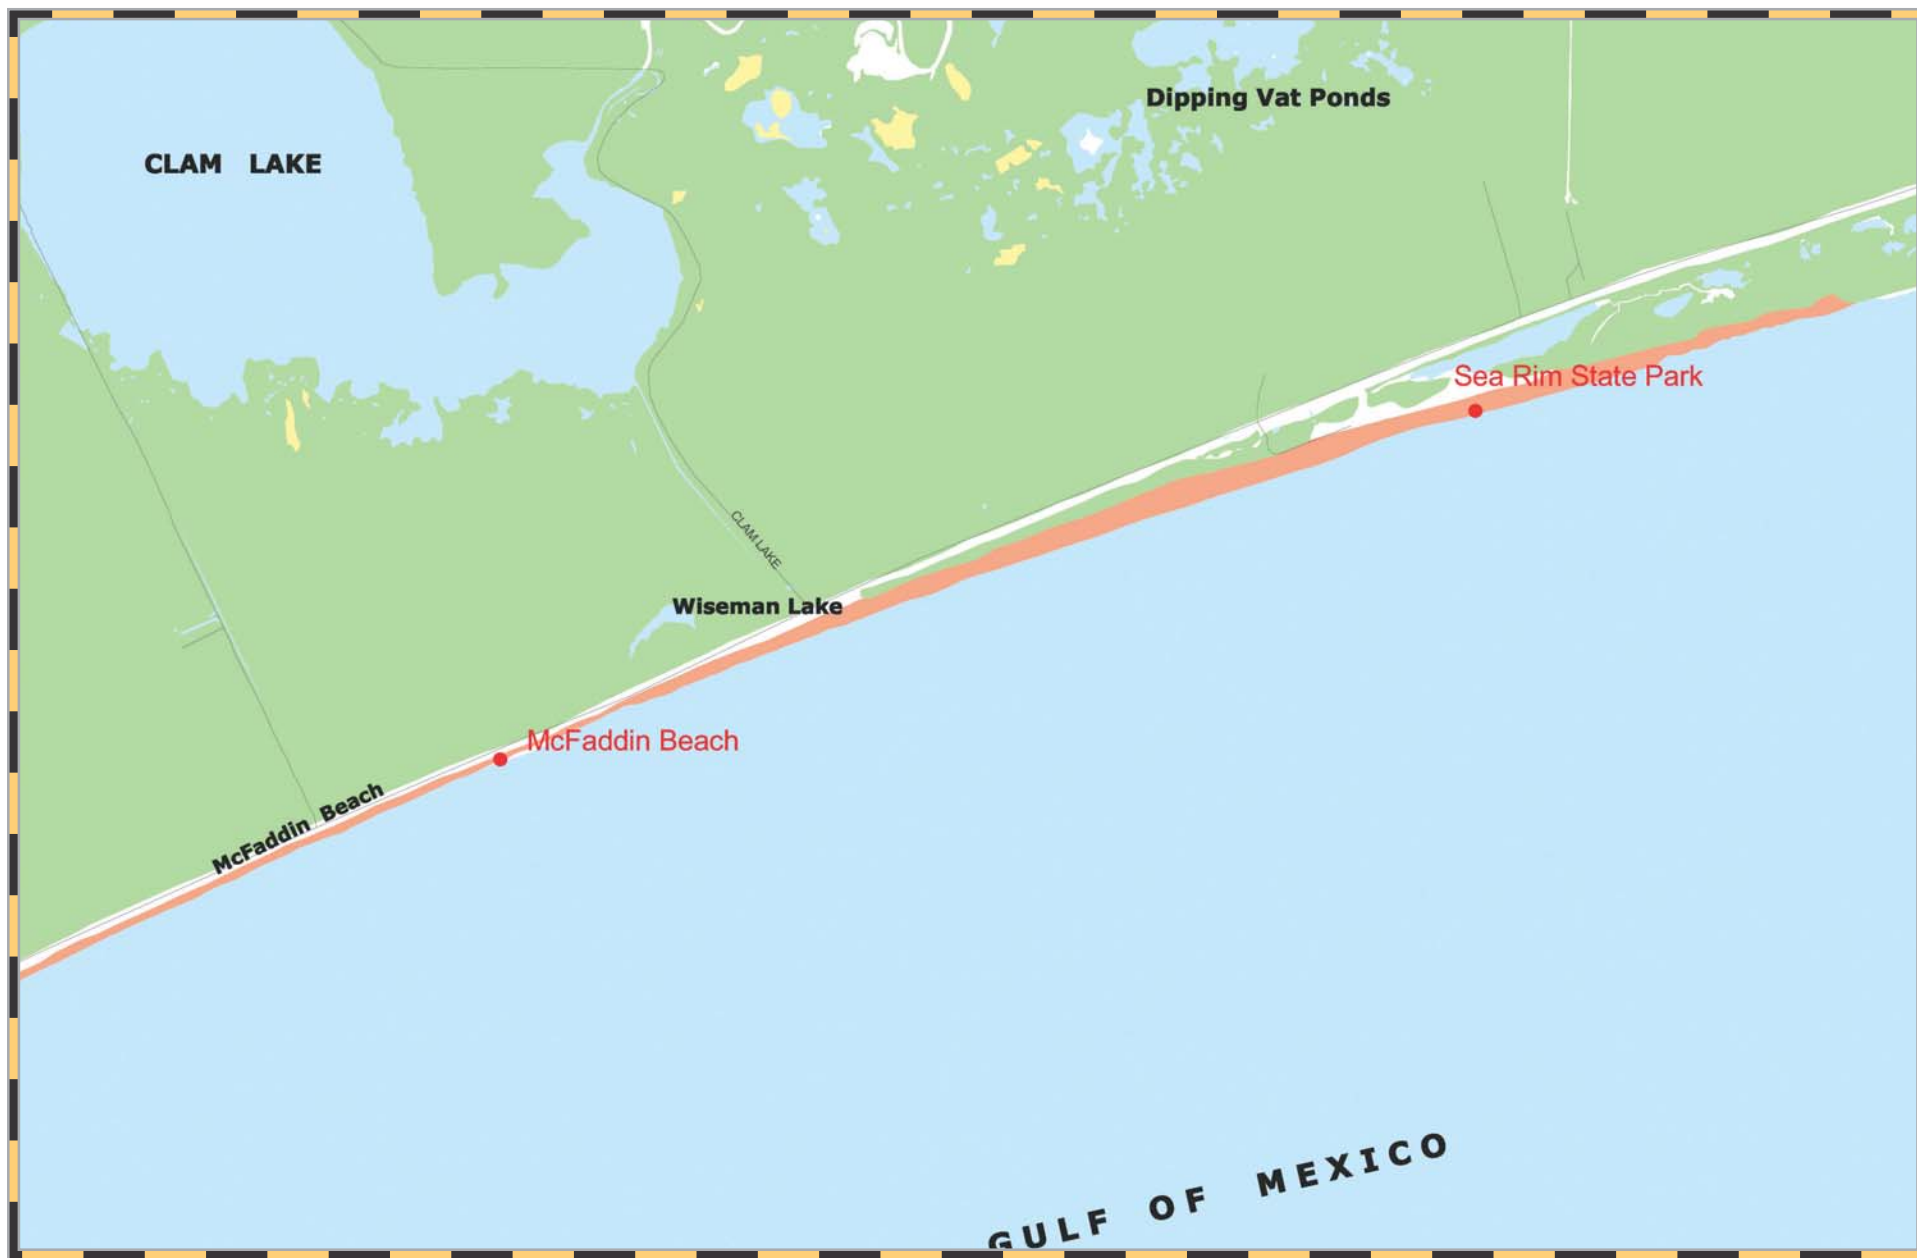 Dipping Vat Ponds
CLAM LAKE
Sea Rim State Park
CLAM LAKE
Wiseman Lake
McFaddin Beach
McFaddin Beach
GULF OF MEXICO